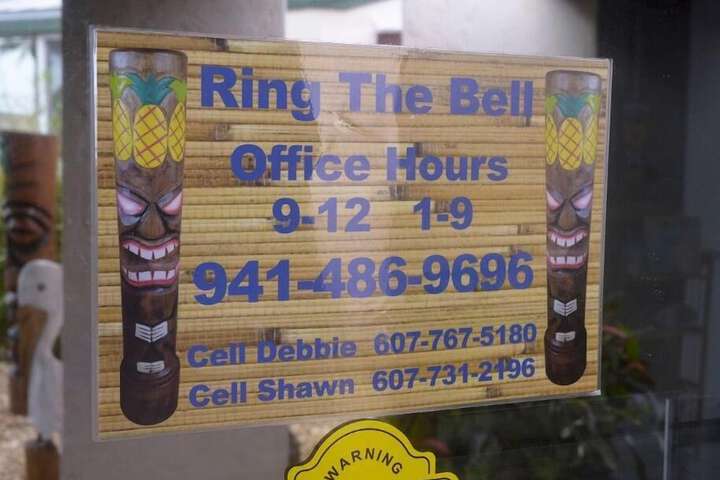 Ring The Bell
Office Hours
9-12 1-9
941-486-9696
Cell Debbie 607-767-5180
Cell Shawn 607-731-2196
WARNING